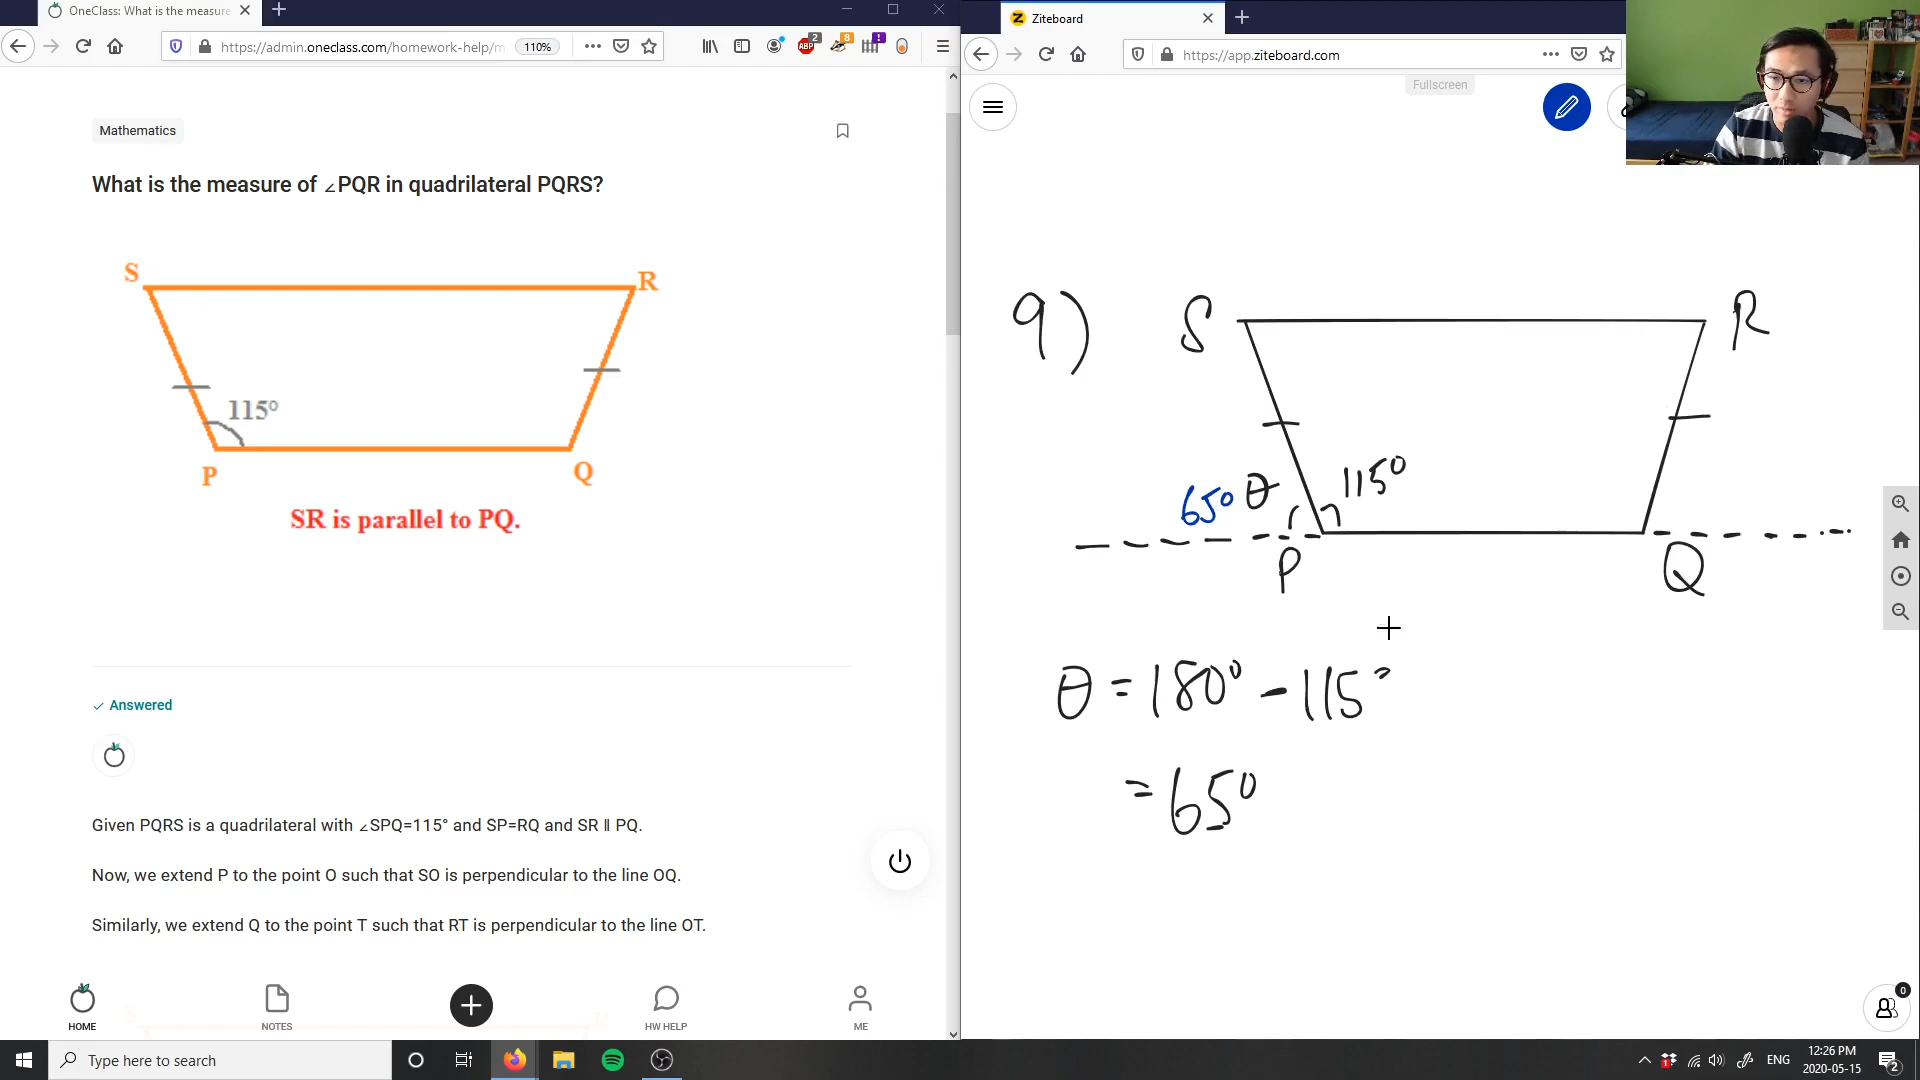 OneClass: What is the measure
https://admin.oneclass.com/homework-help/m
110%
2
8
!
Mathematics
What is the measure of ∠PQR in quadrilateral PQRS?
S
R
115°
P
Q
SR is parallel to PQ.
Answered
Given PQRS is a quadrilateral with ∠SPQ=115° and SP=RQ and SR ∥ PQ.
Now, we extend P to the point O such that SO is perpendicular to the line OQ.
Similarly, we extend Q to the point T such that RT is perpendicular to the line OT.
S
R
HOME
NOTES
HW HELP
ME
Ziteboard
https://app.ziteboard.com
Fullscreen
9)
S
R
65° θ
115°
P
Q
θ = 180° - 115°
= 65°
0
Type here to search
ENG
12:26 PM
2020-05-15
2